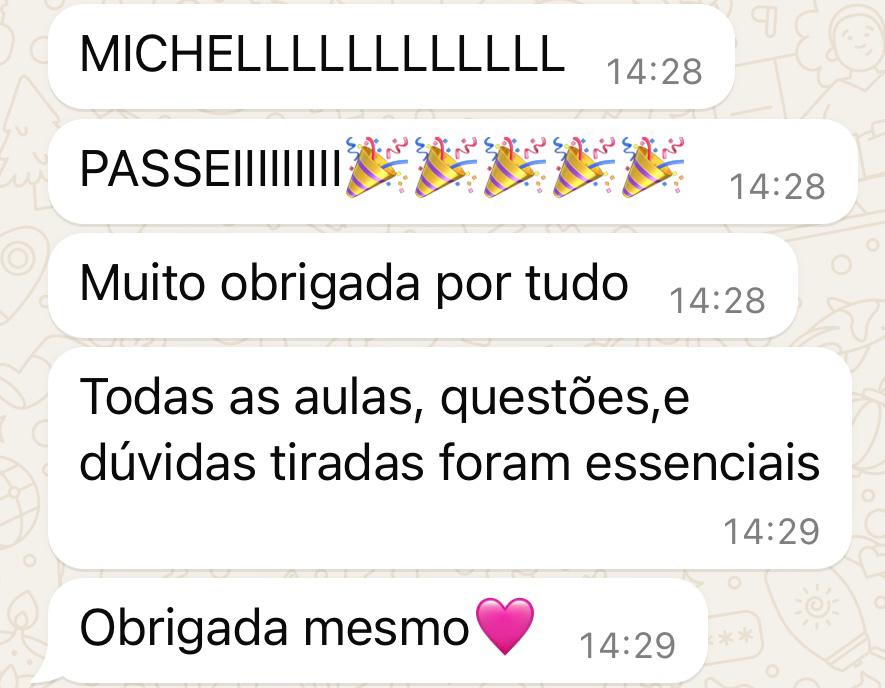 MICHELLLLLLLLLLLL 14:28
PASSEIIIIIIIIII🎉🎉🎉🎉🎉 14:28
Muito obrigada por tudo 14:28
Todas as aulas, questões,e
dúvidas tiradas foram essenciais
14:29
Obrigada mesmo🩷 14:29